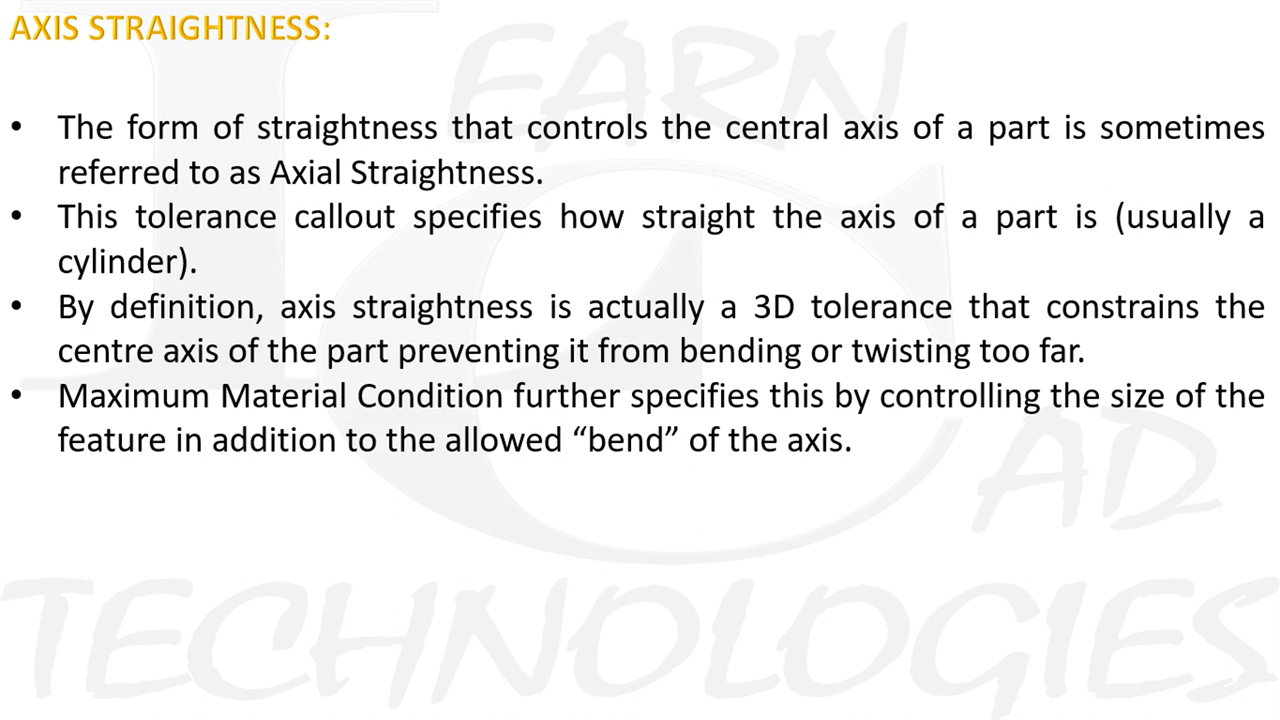 AXIS STRAIGHTNESS:
• The form of straightness that controls the central axis of a part is sometimes
referred to as Axial Straightness.
• This tolerance callout specifies how straight the axis of a part is (usually a
cylinder).
• By definition, axis straightness is actually a 3D tolerance that constrains the
centre axis of the part preventing it from bending or twisting too far.
• Maximum Material Condition further specifies this by controlling the size of the
feature in addition to the allowed “bend” of the axis.
LEARN
CAD
TECHNOLOGIES